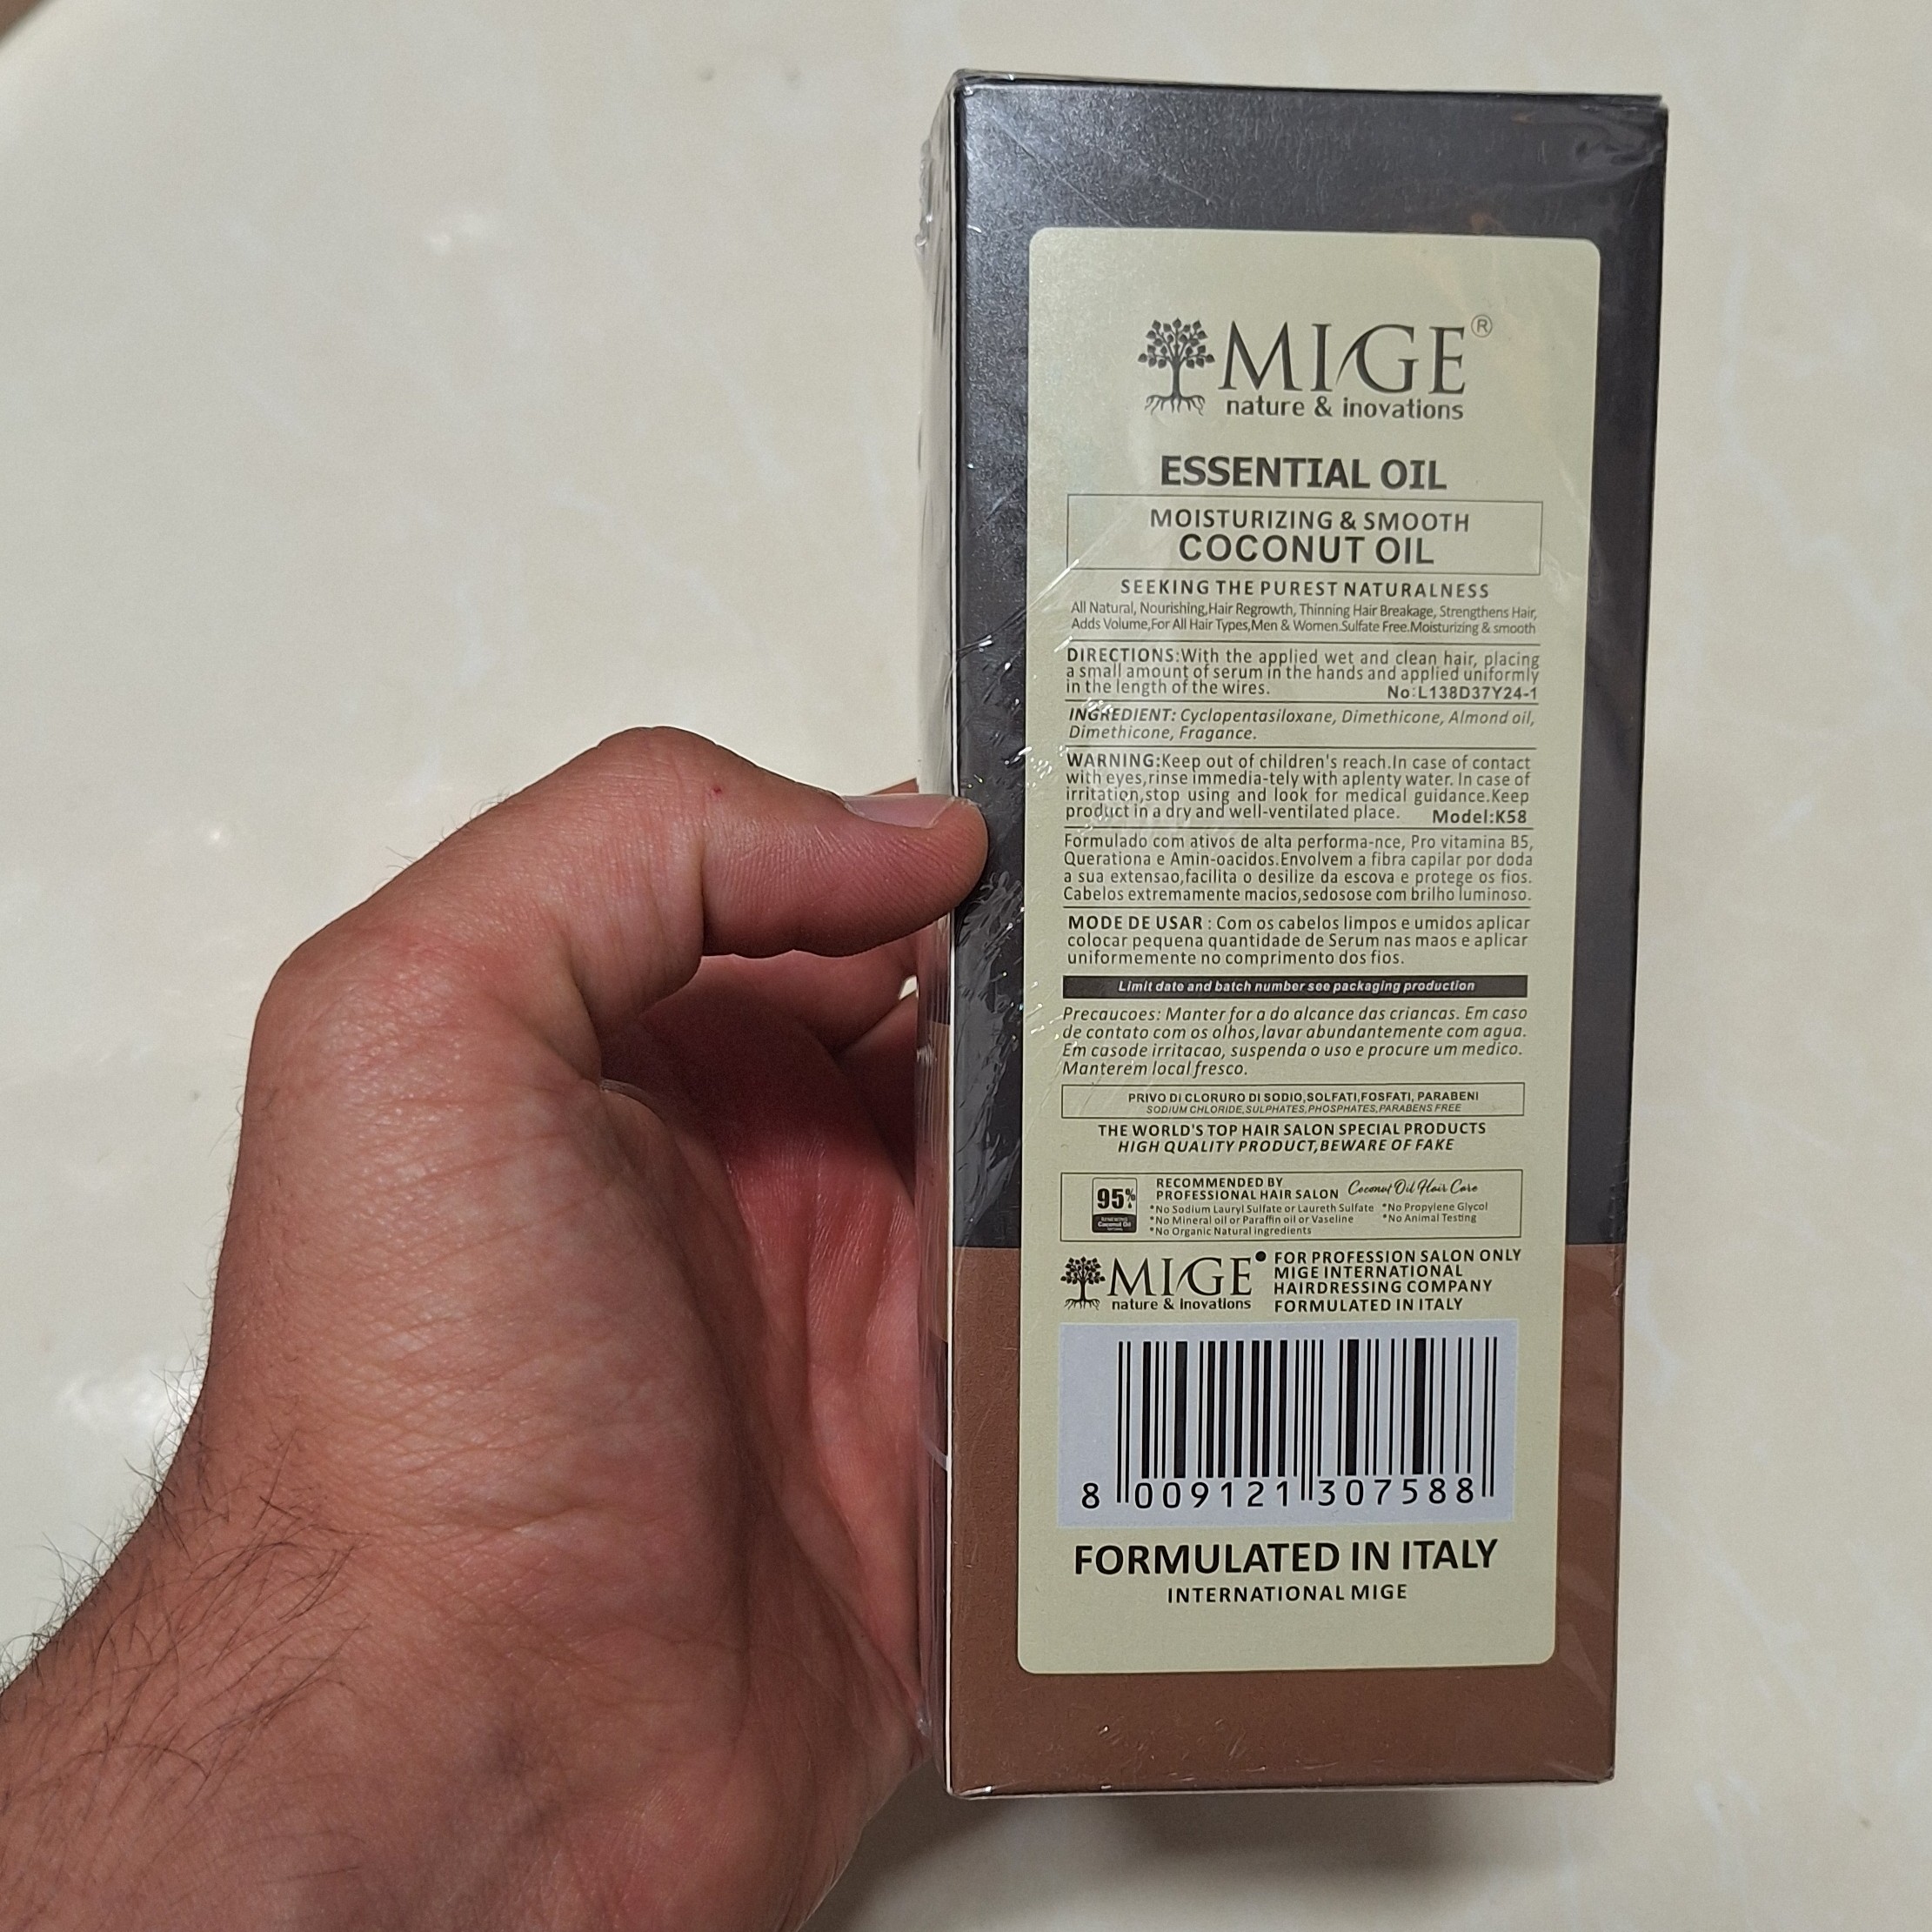 MIGE®
nature & inovations
ESSENTIAL OIL
MOISTURIZING & SMOOTH
COCONUT OIL
SEEKING THE PUREST NATURALNESS
All Natural, Nourishing,Hair Regrowth, Thinning Hair Breakage, Strengthens Hair,
Adds Volume,For All Hair Types,Men & Women.Sulfate Free.Moisturizing & smooth
DIRECTIONS:With the applied wet and clean hair, placing
a small amount of serum in the hands and applied uniformly
in the length of the wires. No:L138D37Y24-1
INGREDIENT: Cyclopentasiloxane, Dimethicone, Almond oil,
Dimethicone, Fragance.
WARNING:Keep out of children's reach.In case of contact
with eyes,rinse immedia-tely with aplenty water. In case of
irritation,stop using and look for medical guidance.Keep
product in a dry and well-ventilated place. Model:K58
Formulado com ativos de alta performa-nce, Pro vitamina B5,
Querationa e Amin-oacidos.Envolvem a fibra capilar por doda
a sua extensao,facilita o desilize da escova e protege os fios.
Cabelos extremamente macios,sedosose com brilho luminoso.
MODE DE USAR : Com os cabelos limpos e umidos aplicar
colocar pequena quantidade de Serum nas maos e aplicar
uniformemente no comprimento dos fios.
Limit date and batch number see packaging production
Precaucoes: Manter for a do alcance das criancas. Em caso
de contato com os olhos,lavar abundantemente com agua.
Em casode irritacao, suspenda o uso e procure um medico.
Manterem local fresco.
PRIVO DI CLORURO DI SODIO,SOLFATI,FOSFATI, PARABENI
SODIUM CHLORIDE,SULPHATES,PHOSPHATES,PARABENS FREE
THE WORLD'S TOP HAIR SALON SPECIAL PRODUCTS
HIGH QUALITY PRODUCT,BEWARE OF FAKE
95%
Coconut Oil
RECOMMENDED BY
PROFESSIONAL HAIR SALON Coconut Oil Hair Care
*No Sodium Lauryl Sulfate or Laureth Sulfate *No Propylene Glycol
*No Mineral oil or Paraffin oil or Vaseline *No Animal Testing
*No Organic Natural ingredients
MIGE
nature & Inovations
FOR PROFESSION SALON ONLY
MIGE INTERNATIONAL
HAIRDRESSING COMPANY
FORMULATED IN ITALY
8 009121 307588
FORMULATED IN ITALY
INTERNATIONAL MIGE